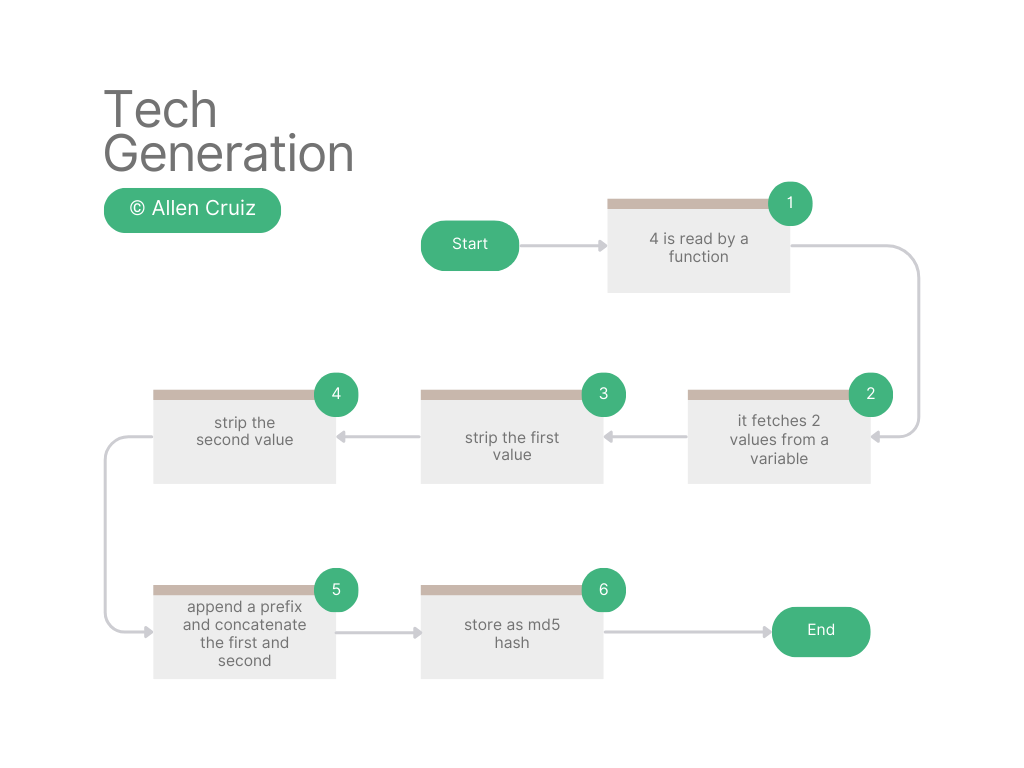 Tech
Generation
© Allen Cruiz
Start
1
4 is read by a
function
2
it fetches 2
values from a
variable
3
strip the first
value
4
strip the
second value
5
append a prefix
and concatenate
the first and
second
6
store as md5
hash
End